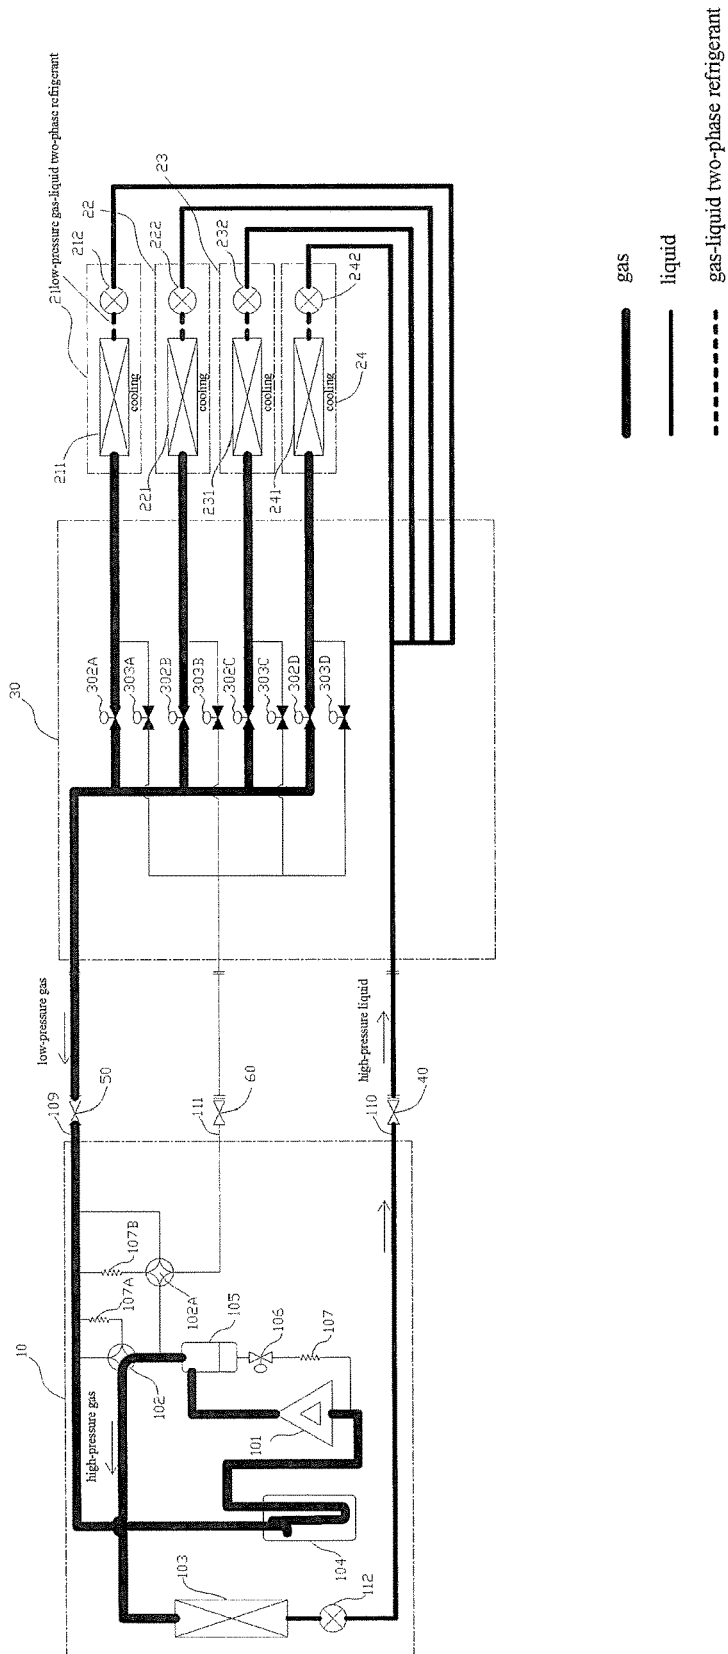 21
low-pressure gas-liquid two-phase refrigerant
22
23
212
222
232
242
211
cooling
221
cooling
231
cooling
241
cooling
24
30
302A
303A
302B
303B
302C
303C
302D
303D
low-pressure gas
high-pressure liquid
109
50
111
60
110
40
10
107A
107B
102
102A
105
106
107
high-pressure gas
101
104
103
112
gas
liquid
gas-liquid two-phase refrigerant